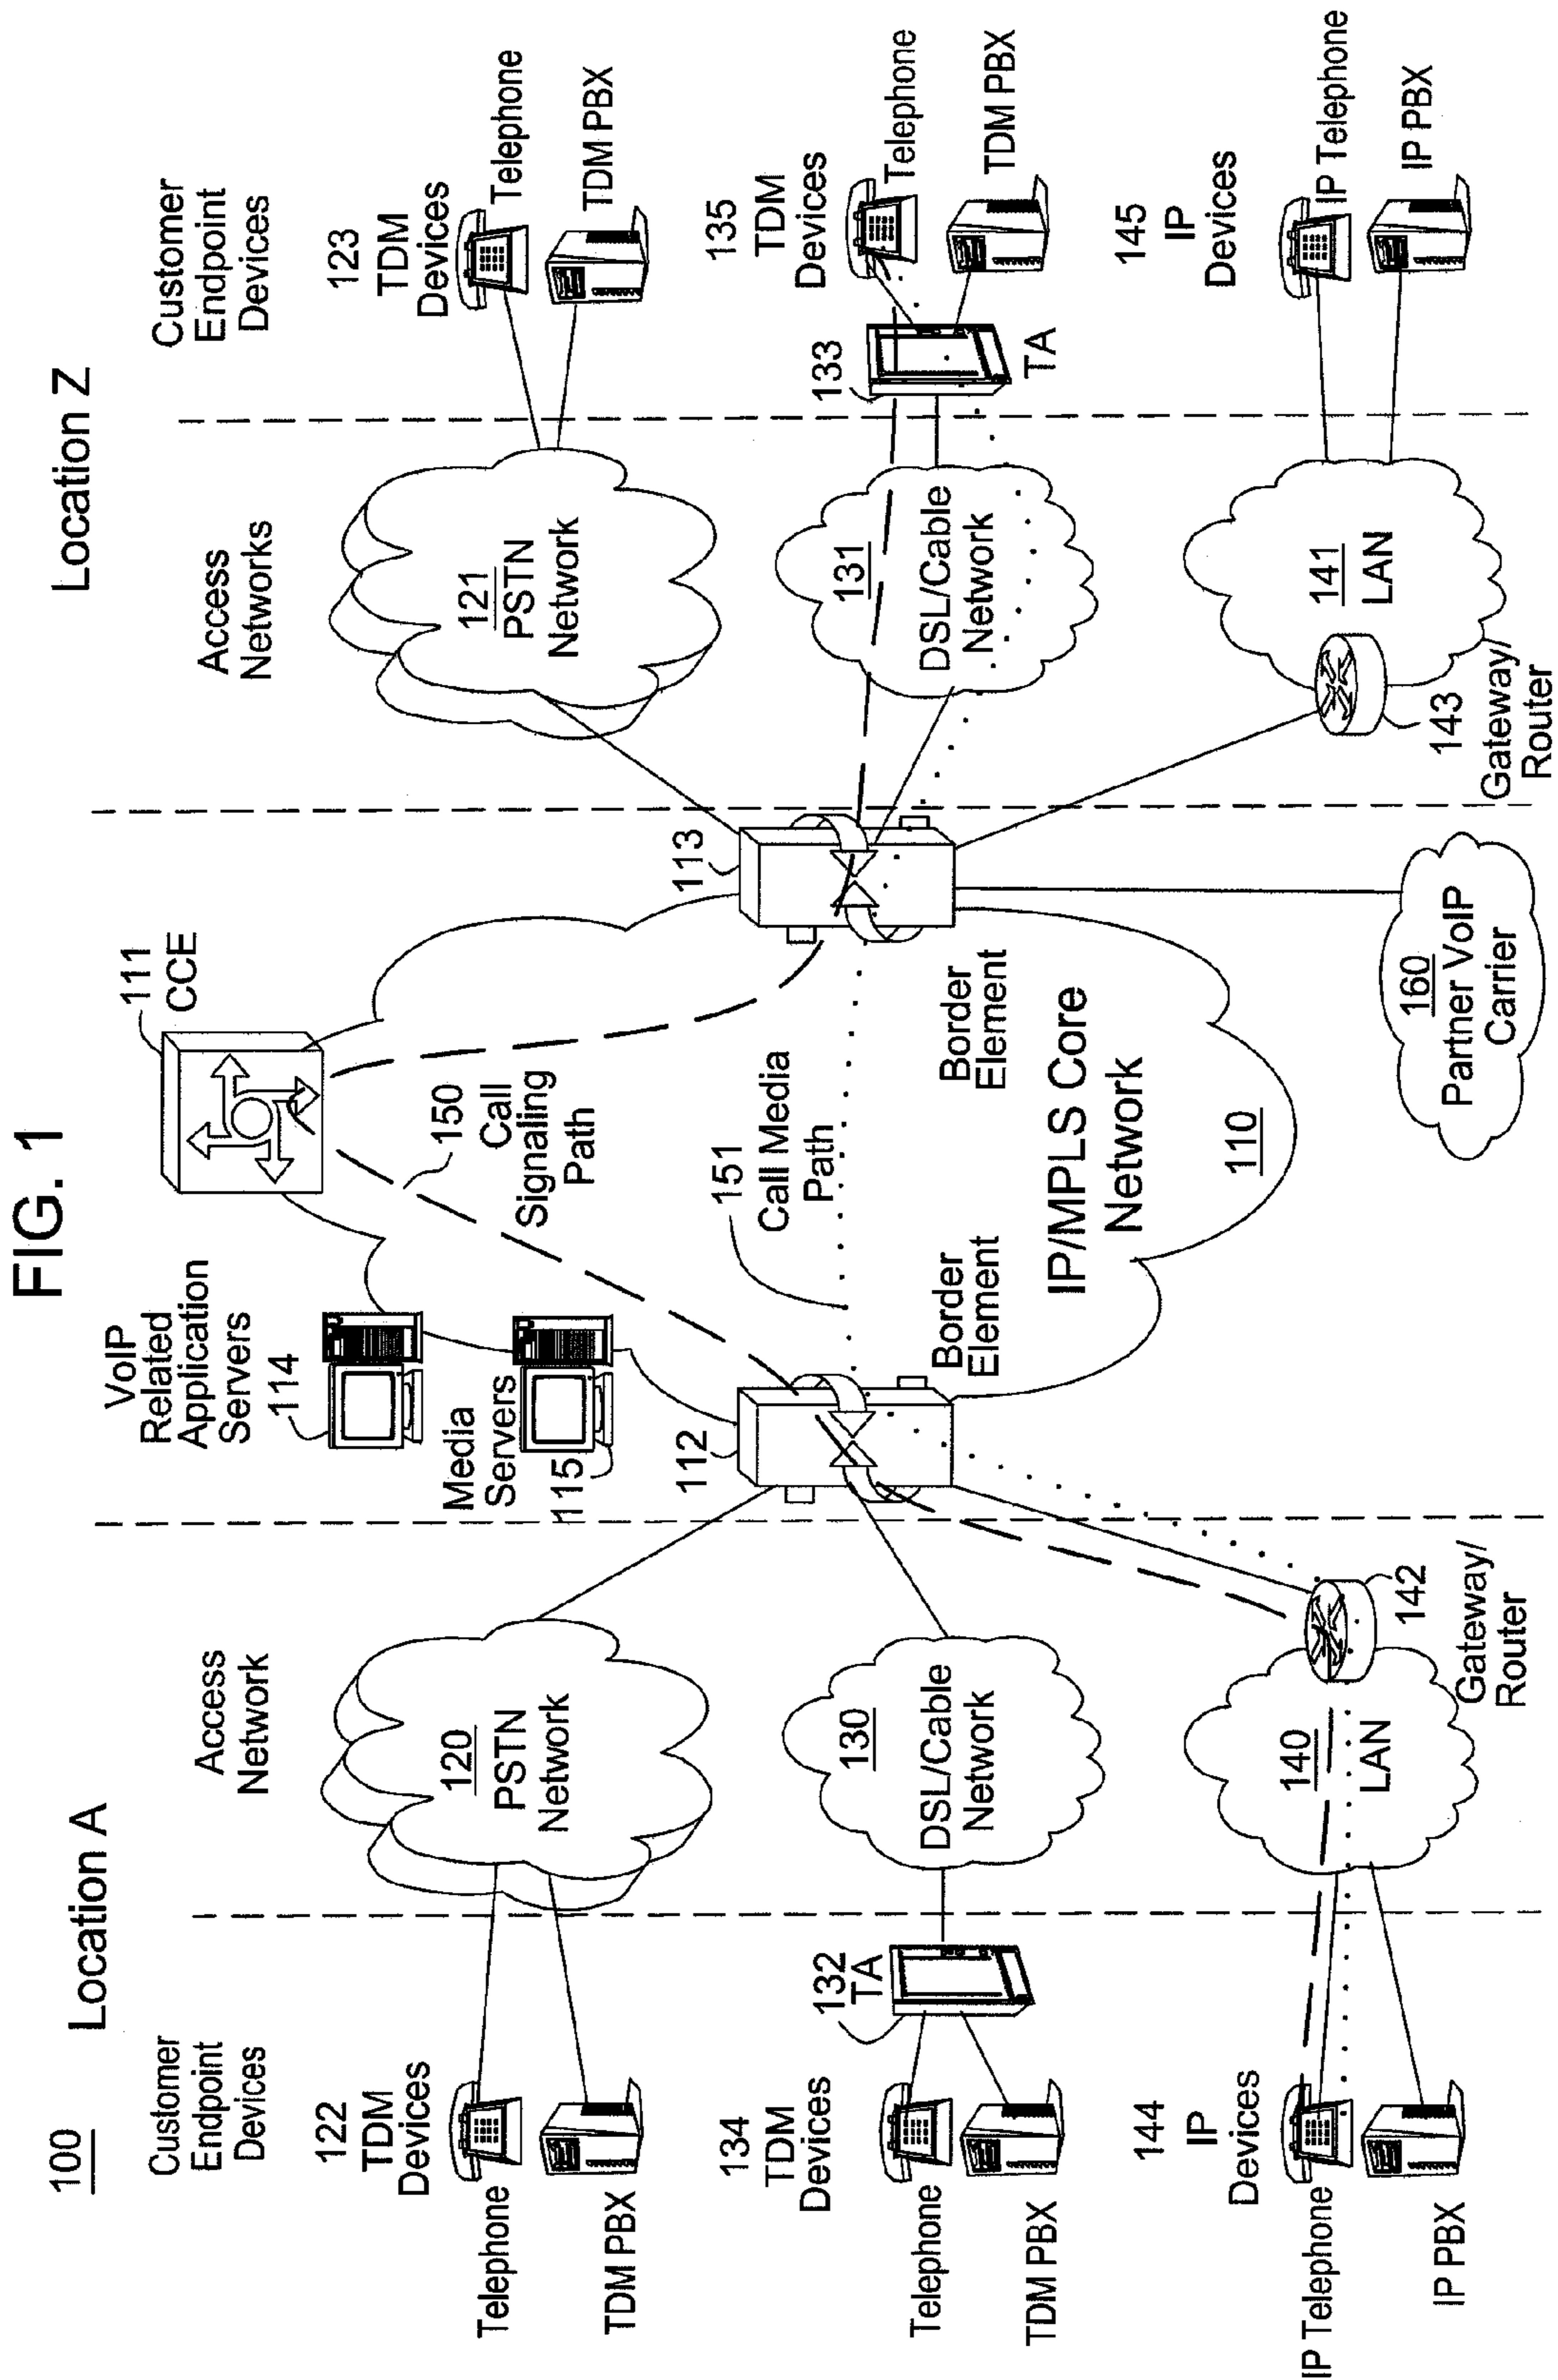 FIG. 1
100
Location A
Location Z
Customer
Endpoint
Devices
Access
Network
VoIP
Related
Application
Servers
114
111
CCE
Access
Networks
Customer
Endpoint
Devices
122
TDM
Devices
Telephone
TDM PBX
120
PSTN
Network
Media
Servers
115
150
Call
Signaling
Path
121
PSTN
Network
123
TDM
Devices
Telephone
TDM PBX
134
TDM
Devices
Telephone
TDM PBX
132
TA
130
DSL/Cable
Network
112
Border
Element
151
Call Media
Path
113
Border
Element
131
DSL/Cable
Network
133
TA
135
TDM
Devices
Telephone
TDM PBX
IP/MPLS Core
Network
110
144
IP
Devices
IP Telephone
IP PBX
140
LAN
142
Gateway/
Router
160
Partner VoIP
Carrier
141
LAN
143
Gateway/
Router
145
IP
Devices
IP Telephone
IP PBX